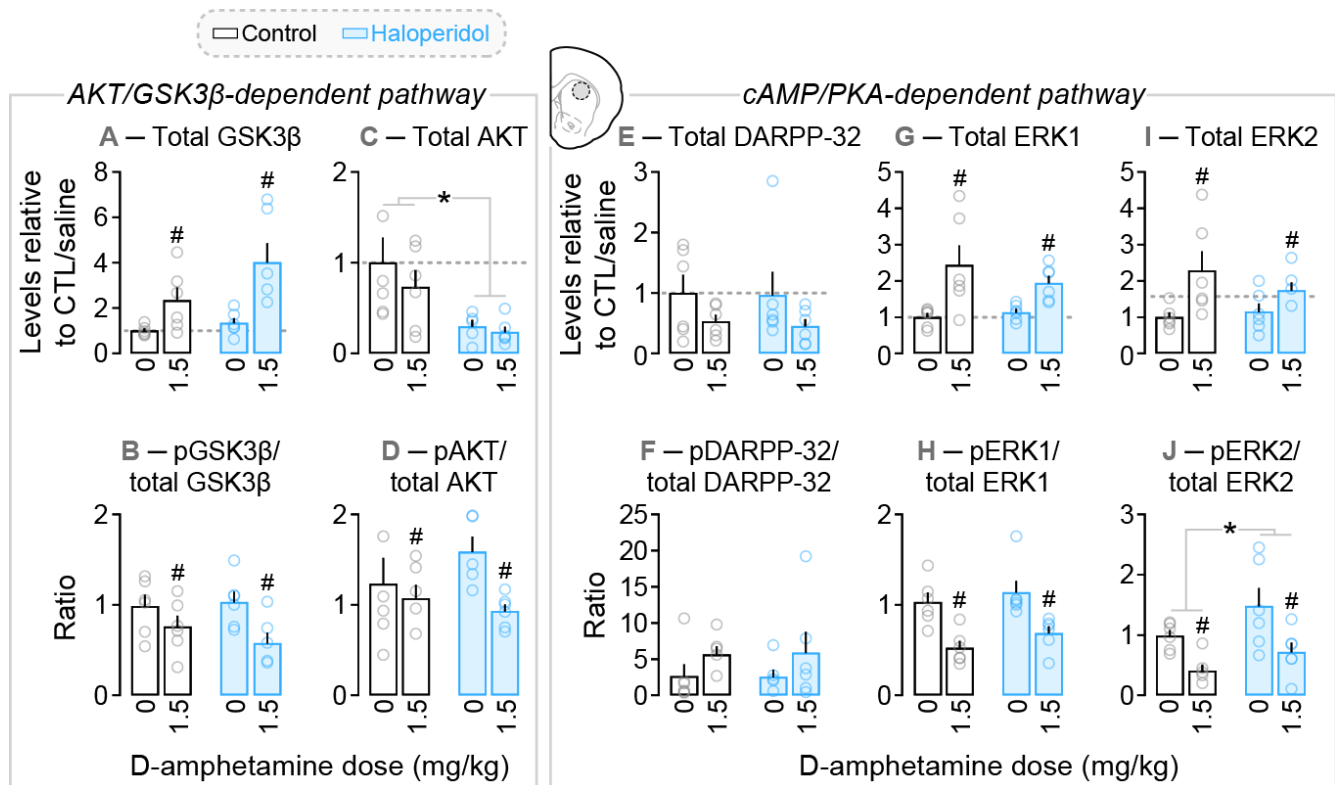 Control Haloperidol
AKT/GSK3β-dependent pathway
A – Total GSK3β
C – Total AKT
Levels relative
to CTL/saline
8
6
4
2
0
#
#
0 1.5 0 1.5
2
1
0
*
0 1.5 0 1.5
B – pGSK3β/
total GSK3β
D – pAKT/
total AKT
Ratio
2
1
0
#
#
0 1.5 0 1.5
2
1
0
#
#
0 1.5 0 1.5
D-amphetamine dose (mg/kg)
cAMP/PKA-dependent pathway
E – Total DARPP-32
G – Total ERK1
I – Total ERK2
Levels relative
to CTL/saline
3
2
1
0
0 1.5 0 1.5
5
4
3
2
1
0
#
#
0 1.5 0 1.5
5
4
3
2
1
0
#
#
0 1.5 0 1.5
F – pDARPP-32/
total DARPP-32
H – pERK1/
total ERK1
J – pERK2/
total ERK2
Ratio
25
20
15
10
5
0
0 1.5 0 1.5
2
1
0
#
#
0 1.5 0 1.5
3
2
1
0
*
#
#
0 1.5 0 1.5
D-amphetamine dose (mg/kg)